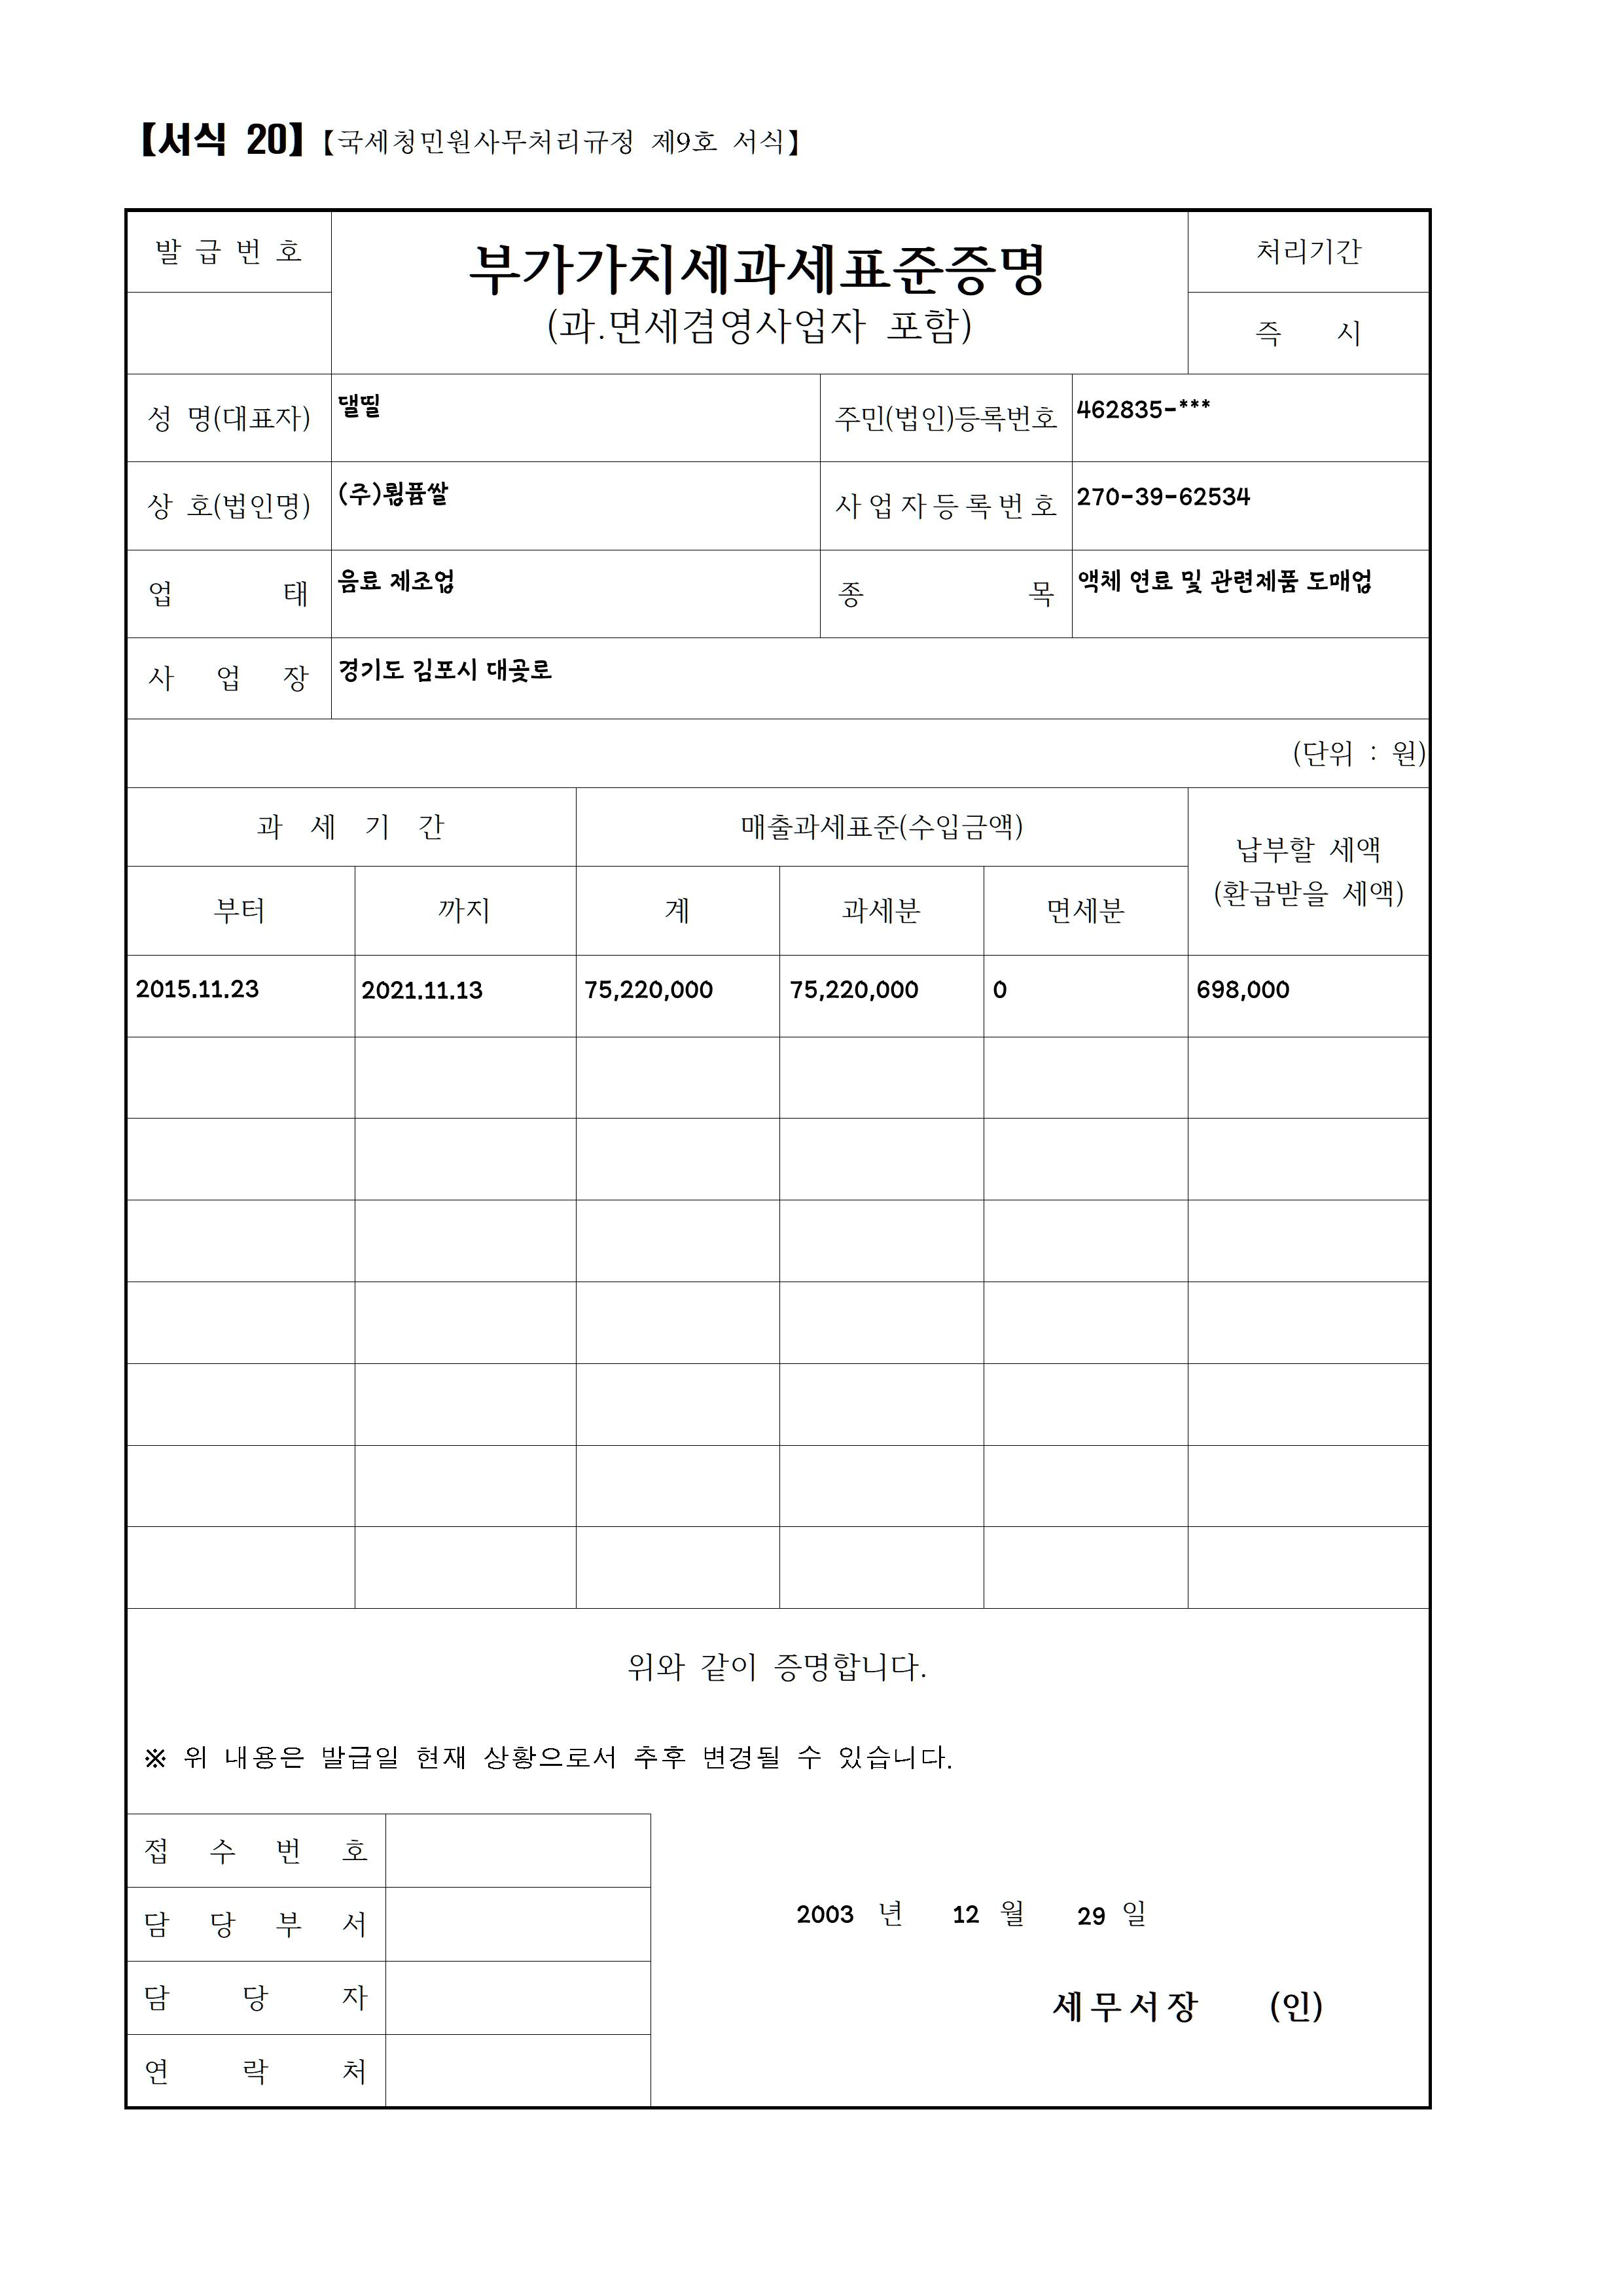 【서식 20】【국세청민원사무처리규정 제9호 서식】
발 급 번 호
부가가치세과세표준증명
(과.면세겸영사업자 포함)
처리기간
즉 시
성 명(대표자) 댈띨 주민(법인)등록번호 462835-***
상 호(법인명) (주)큅퓸쌀 사업자등록번호 270-39-62534
업 태 음료 제조업 종 목 액체 연료 및 관련제품 도매업
사 업 장 경기도 김포시 대곶로
(단위 : 원)
과 세 기 간 매출과세표준(수입금액) 납부할 세액
(환급받을 세액)
부터 까지 계 과세분 면세분
2015.11.23 2021.11.13 75,220,000 75,220,000 0 698,000
위와 같이 증명합니다.
※ 위 내용은 발급일 현재 상황으로서 추후 변경될 수 있습니다.
접 수 번 호
담 당 부 서
담 당 자
연 락 처
2003 년 12 월 29 일
세무서장 (인)